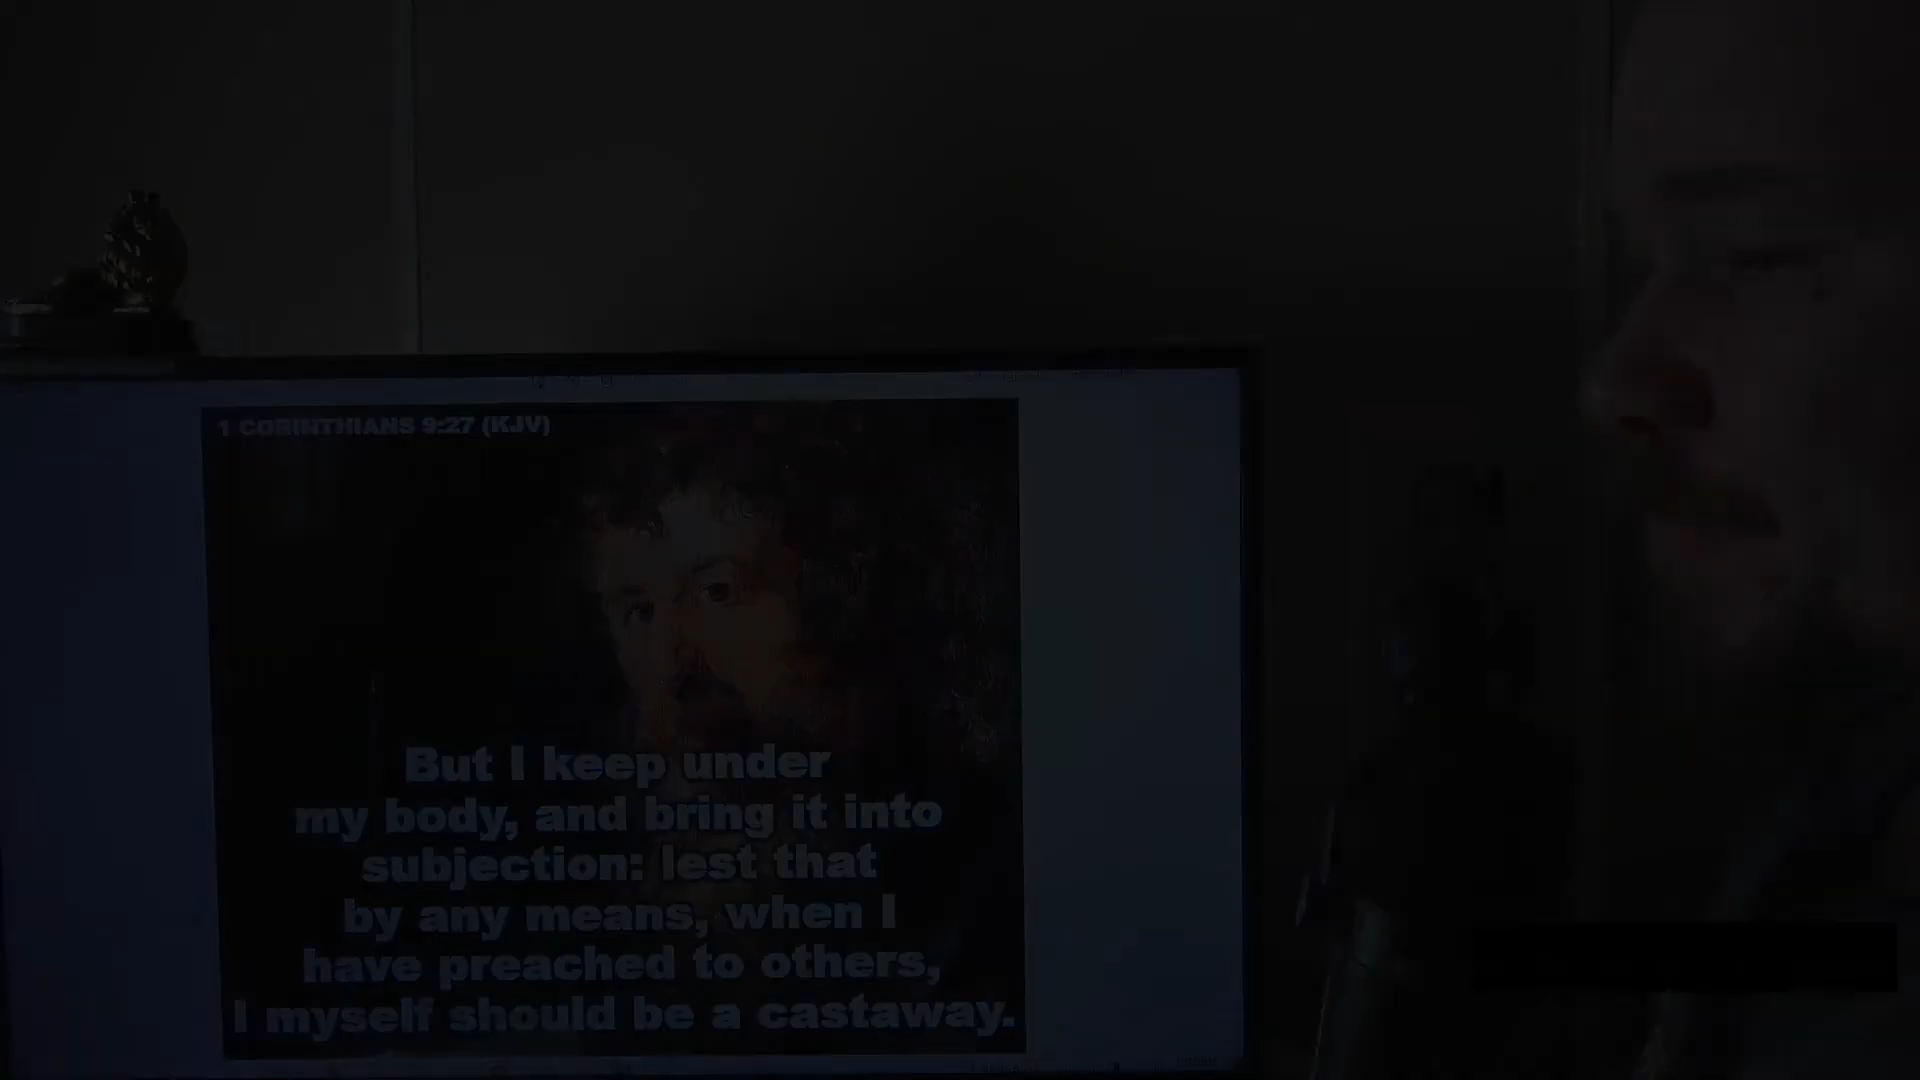 1 CORINTHIANS 9:27 (KJV)
But I keep under
my body, and bring it into
subjection: lest that
by any means, when I
have preached to others,
I myself should be a castaway.